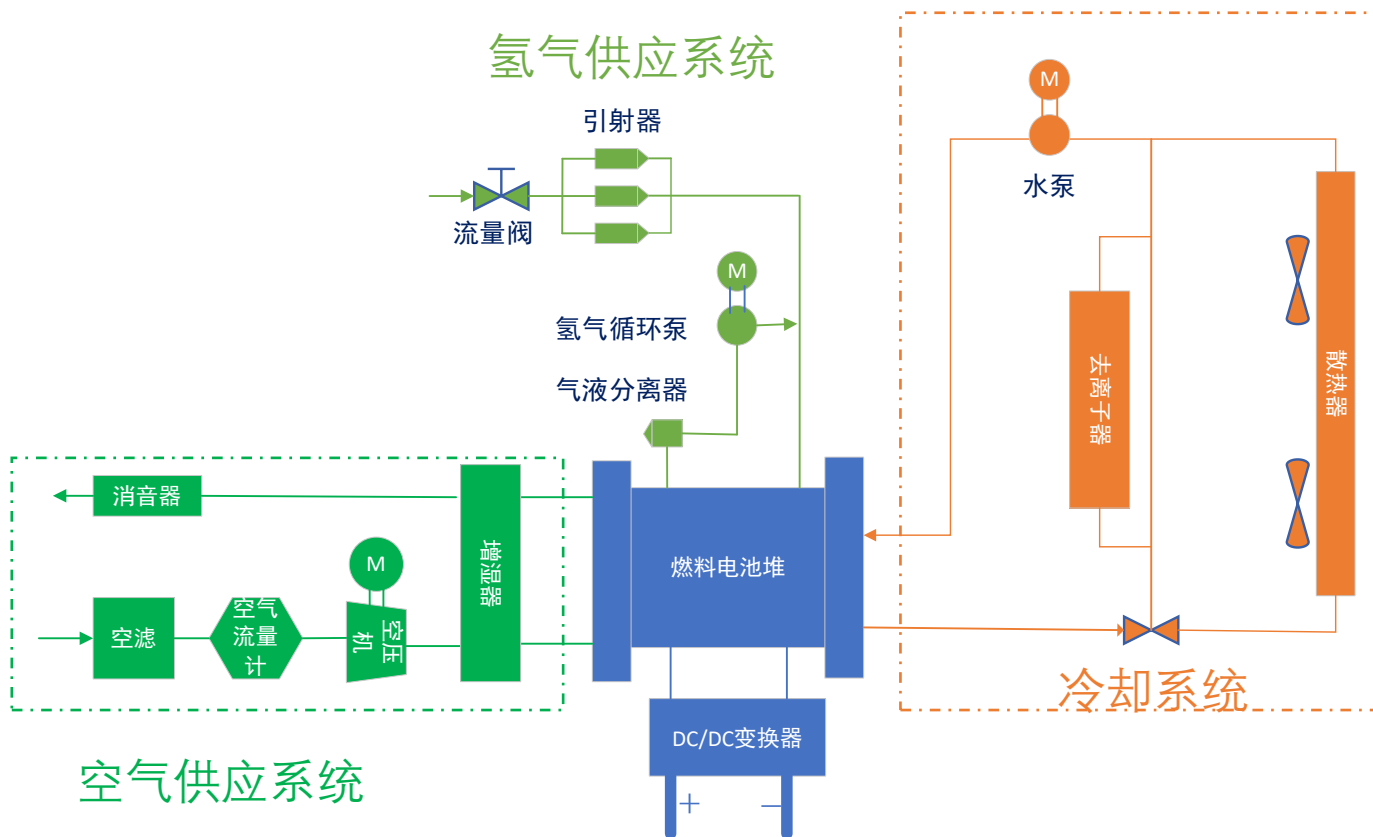 氢气供应系统
引射器
流量阀
M
氢气循环泵
气液分离器
M
水泵
去离子器
散热器
冷却系统
消音器
增湿器
M
空滤
空气
流量
计
空压
机
燃料电池堆
DC/DC变换器
+
−
空气供应系统